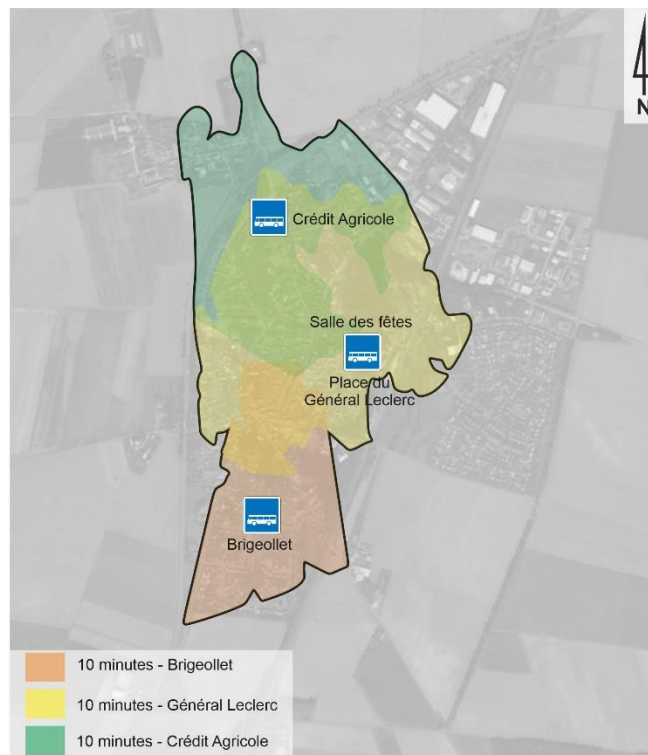 N
Crédit Agricole
Salle des fêtes
Place du
Général Leclerc
Brigeollet
10 minutes - Brigeollet
10 minutes - Général Leclerc
10 minutes - Crédit Agricole